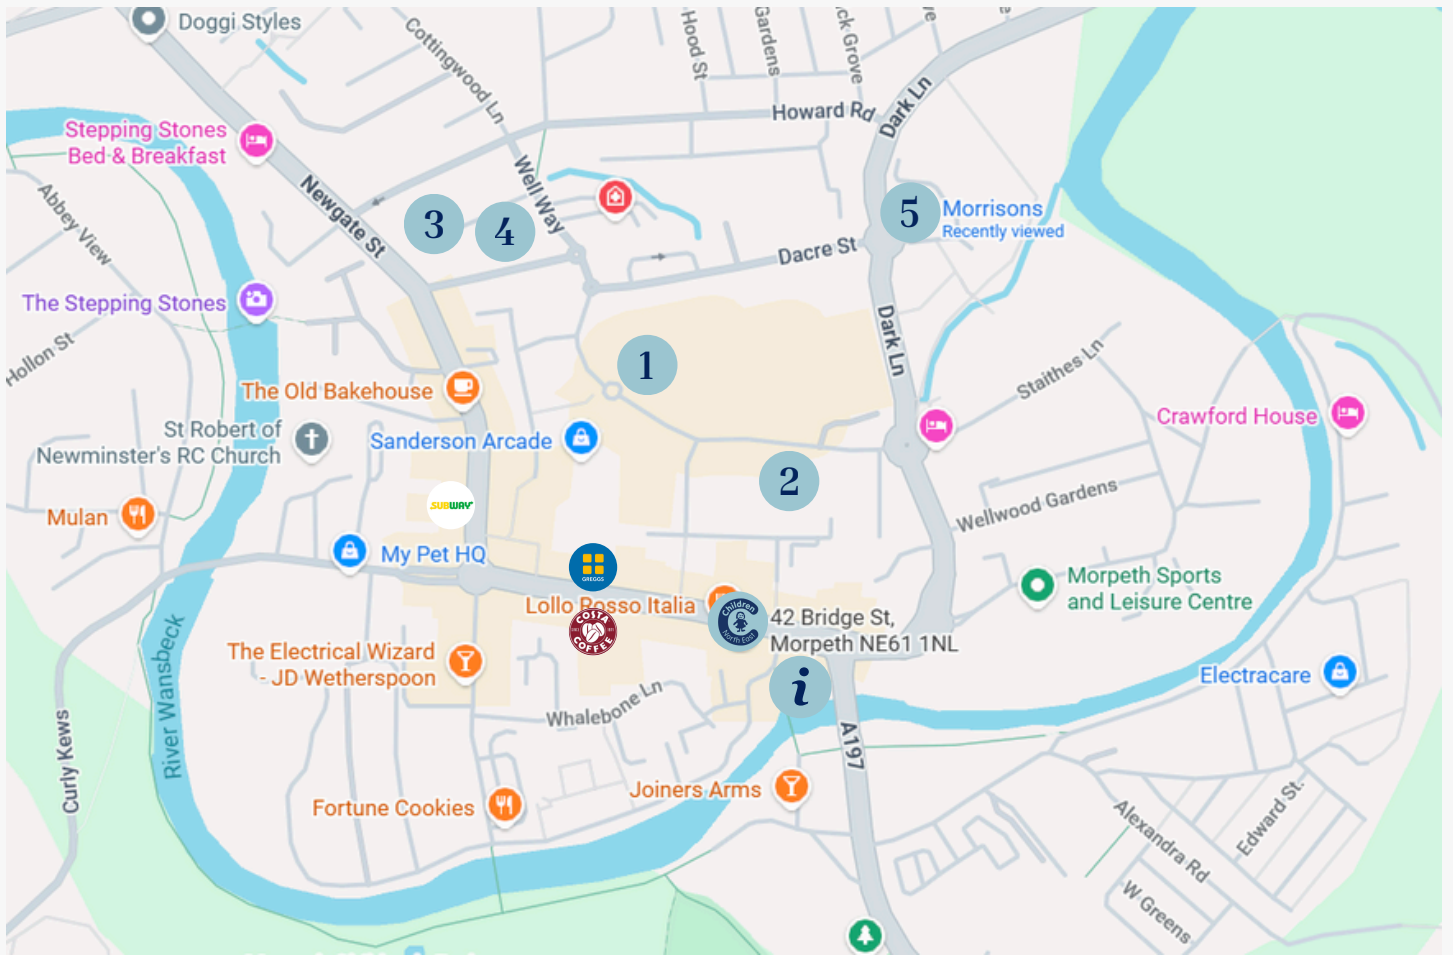 Doggi Styles
Cottingwood Ln
Hood St
Gardens
ck Grove
ye
e
Dark Ln
Howard Rd
Stepping Stones
Bed & Breakfast
Newgate St
Well Way
Abbey View
3
4
5
Morrisons
Recently viewed
Dacre St
The Stepping Stones
Hollon St
Dark Ln
1
Staithes Ln
The Old Bakehouse
Crawford House
St Robert of
Newminster's RC Church
Sanderson Arcade
2
SUBWAY
Wellwood Gardens
Mulan
My Pet HQ
GREGGS
Morpeth Sports
and Leisure Centre
Lollo Rosso Italia
COSTA
COFFEE
Children
North East
42 Bridge St,
Morpeth NE61 1NL
River Wansbeck
The Electrical Wizard
- JD Wetherspoon
i
Electracare
Whalebone Ln
Curly Kews
A197
Joiners Arms
Fortune Cookies
Alexandra Rd
Edward St.
W Greens